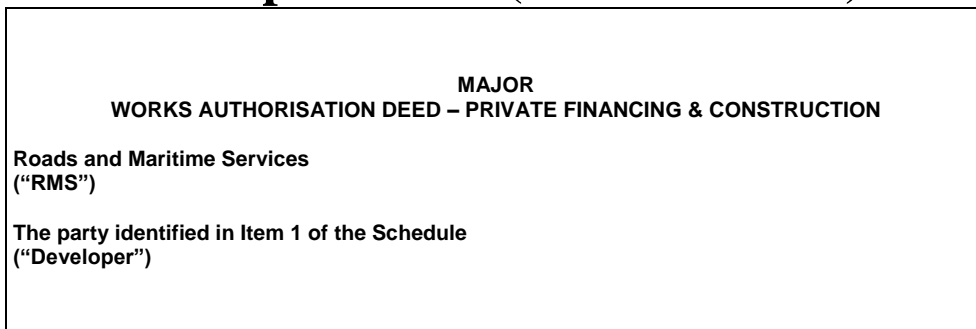 MAJOR
WORKS AUTHORISATION DEED – PRIVATE FINANCING & CONSTRUCTION
Roads and Maritime Services
(“RMS”)
The party identified in Item 1 of the Schedule
(“Developer”)